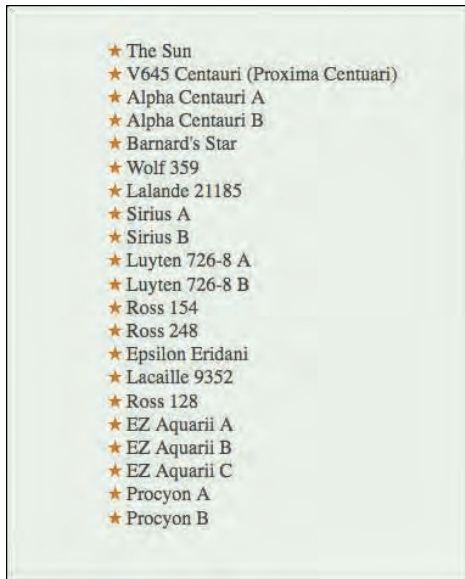 The Sun
V645 Centauri (Proxima Centuari)
Alpha Centauri A
Alpha Centauri B
Barnard's Star
Wolf 359
Lalande 21185
Sirius A
Sirius B
Luyten 726-8 A
Luyten 726-8 B
Ross 154
Ross 248
Epsilon Eridani
Lacaille 9352
Ross 128
EZ Aquarii A
EZ Aquarii B
EZ Aquarii C
Procyon A
Procyon B